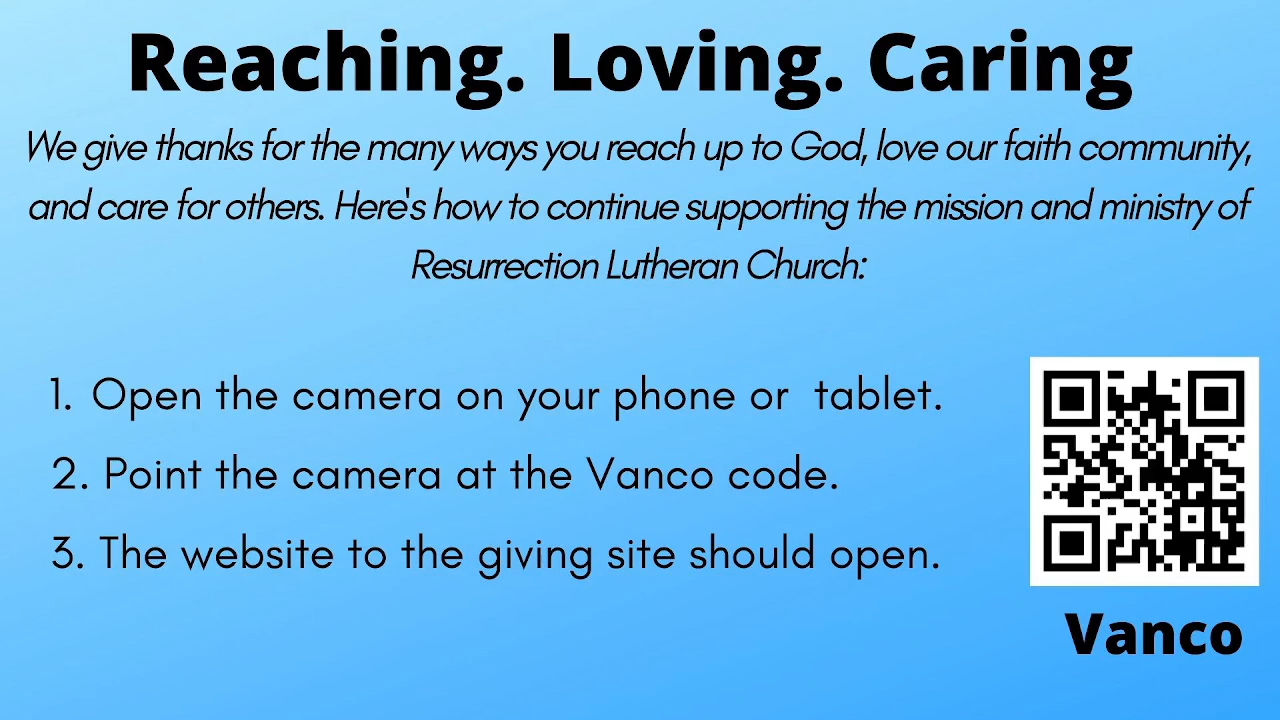 Reaching. Loving. Caring
We give thanks for the many ways you reach up to God, love our faith community,
and care for others. Here's how to continue supporting the mission and ministry of
Resurrection Lutheran Church:
1. Open the camera on your phone or  tablet.
2. Point the camera at the Vanco code.
3. The website to the giving site should open.
Vanco